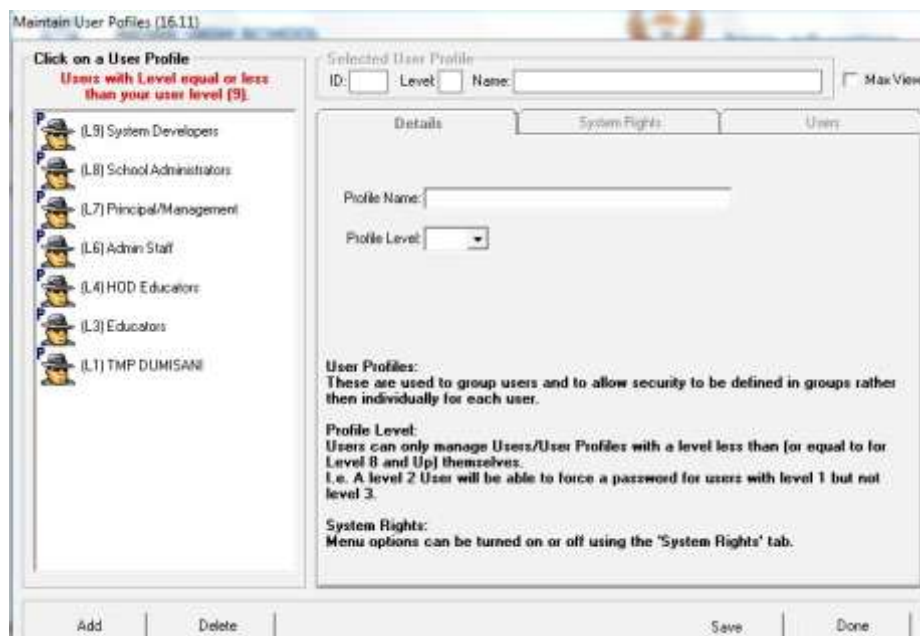 Maintain User Pofiles (16.11)
Click on a User Profile
Users with Level equal or less
than your user level (9).
P
(L9) System Developers
P
(L8) School Administrators
P
(L7) Principal/Management
P
(L6) Admin Staff
P
(L4) HOD Educators
P
(L3) Educators
P
(L1) TMP DUMISANI
Selected User Profile
ID: Level: Name: Max View
Details System Rights Users
Profile Name:
Profile Level:
User Profiles:
These are used to group users and to allow security to be defined in groups rather
then individually for each user.
Profile Level:
Users can only manage Users/User Profiles with a level less than (or equal to for
Level 8 and Up) themselves.
I.e. A level 2 User will be able to force a password for users with level 1 but not
level 3.
System Rights:
Menu options can be turned on or off using the 'System Rights' tab.
Add Delete Save Done